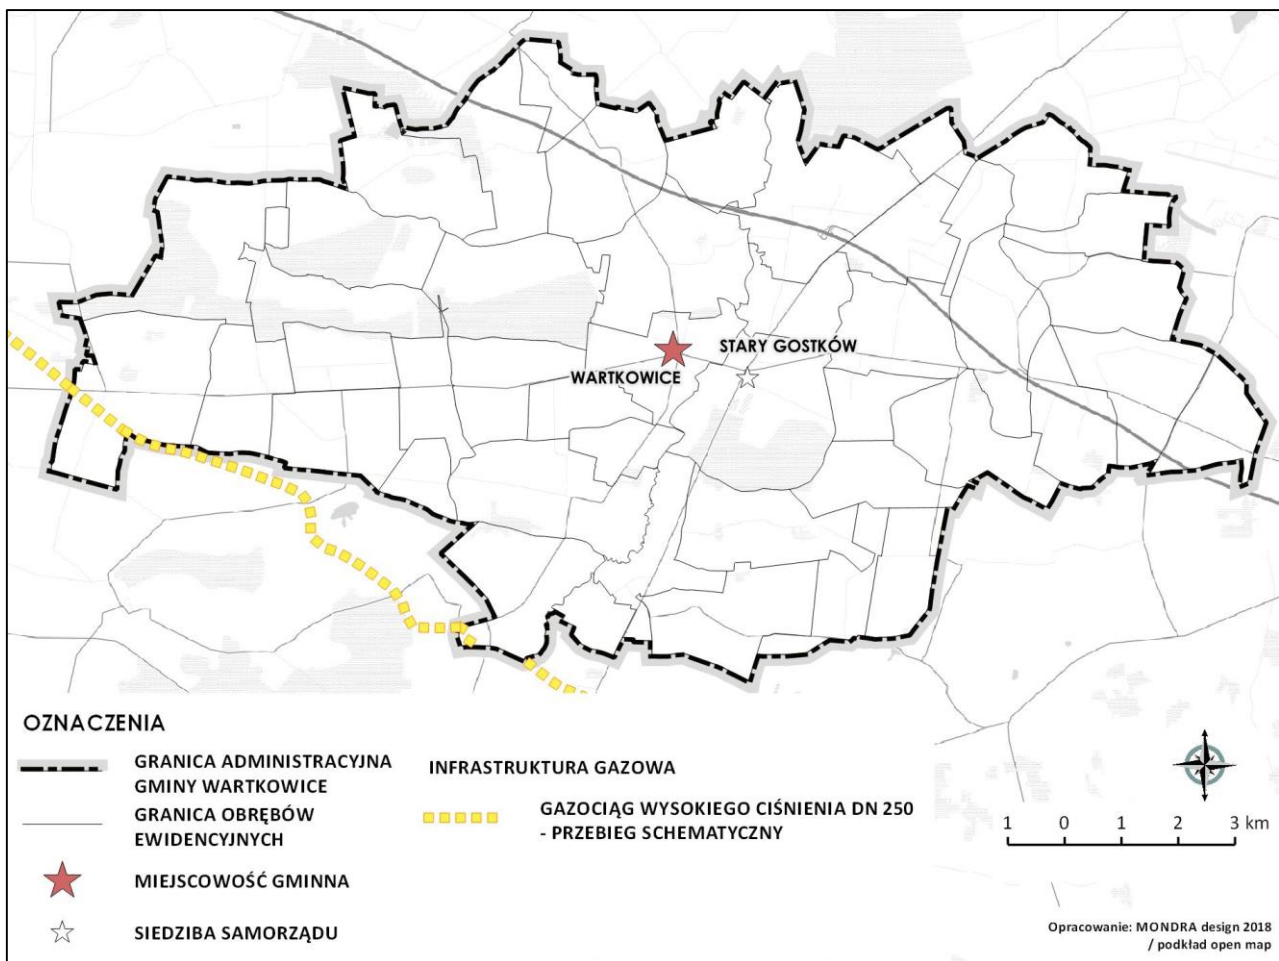 STARY GOSTKÓW
WARTKOWICE
OZNACZENIA
GRANICA ADMINISTRACYJNA
GMINY WARTKOWICE
GRANICA OBRĘBÓW
EWIDENCYJNYCH
MIEJSCOWOŚĆ GMINNA
SIEDZIBA SAMORZĄDU
INFRASTRUKTURA GAZOWA
GAZOCIĄG WYSOKIEGO CIŚNIENIA DN 250
- PRZEBIEG SCHEMATYCZNY
1 0 1 2 3 km
Opracowanie: MONDRA design 2018
/ podkład open map